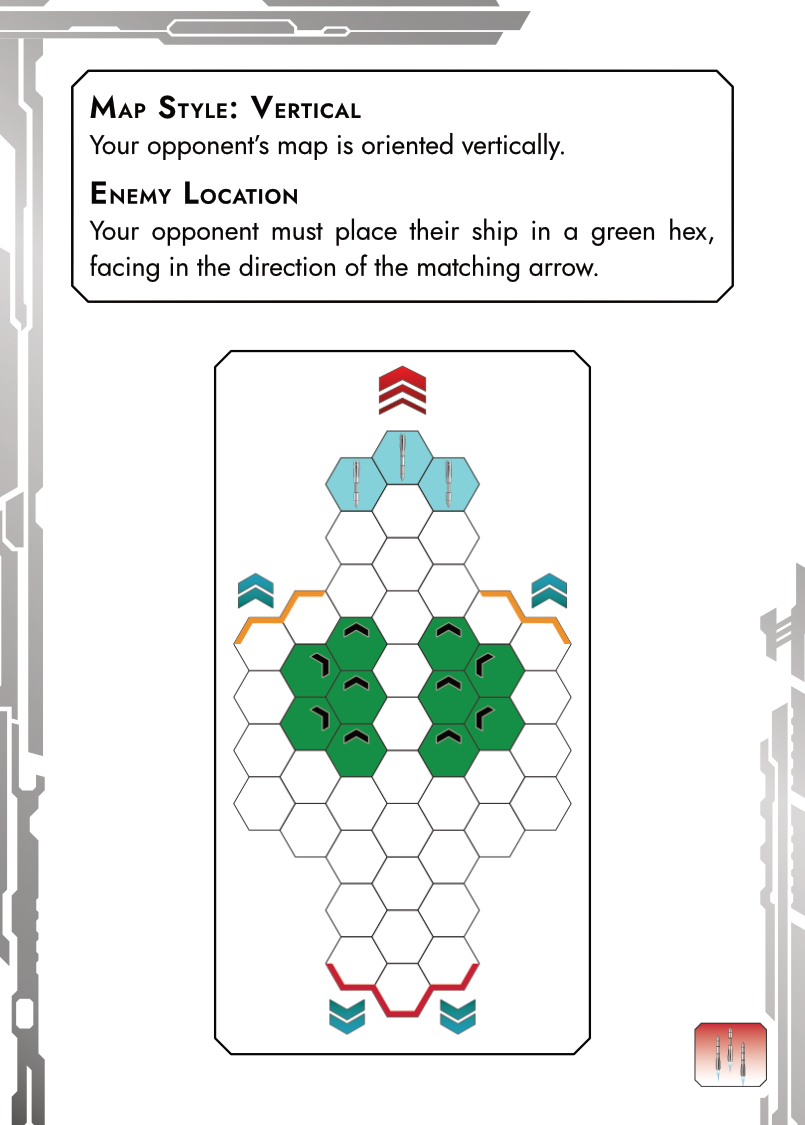 Map Style: Vertical
Your opponent’s map is oriented vertically.
Enemy Location
Your opponent must place their ship in a green hex,
facing in the direction of the matching arrow.